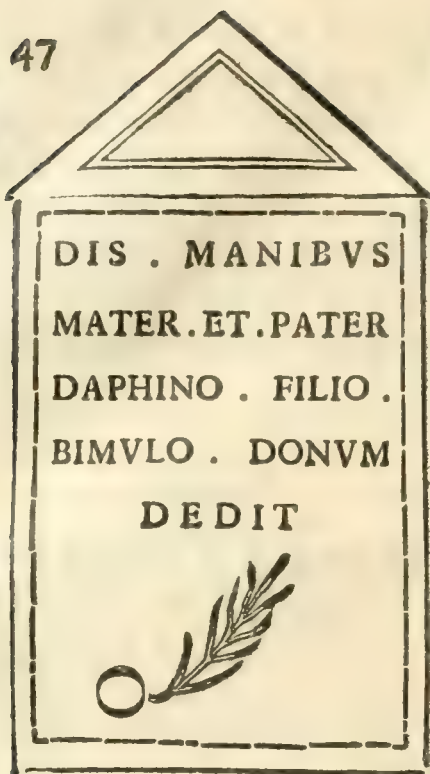 47
DIS . MANIBVS
MATER . ET . PATER
DAPHINO . FILIO .
BIMVLO . DONVM
DEDIT